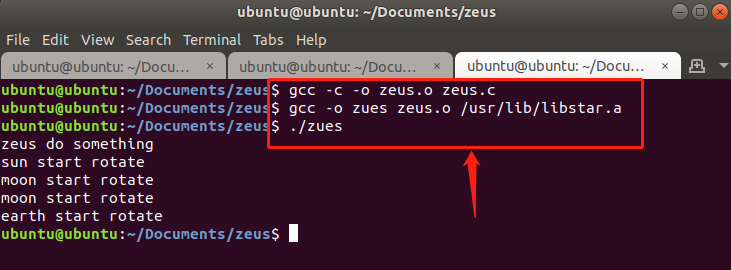 ubuntu@ubuntu: ~/Documents/zeus
File Edit View Search Terminal Tabs Help
ubuntu@ubuntu: ~/Docu… × ubuntu@ubuntu: ~/Docu… × ubuntu@ubuntu: ~/Docu… ×
ubuntu@ubuntu:~/Documents/zeus$ gcc -c -o zeus.o zeus.c
ubuntu@ubuntu:~/Documents/zeus$ gcc -o zues zeus.o /usr/lib/libstar.a
ubuntu@ubuntu:~/Documents/zeus$ ./zues
zeus do something
sun start rotate
moon start rotate
moon start rotate
earth start rotate
ubuntu@ubuntu:~/Documents/zeus$